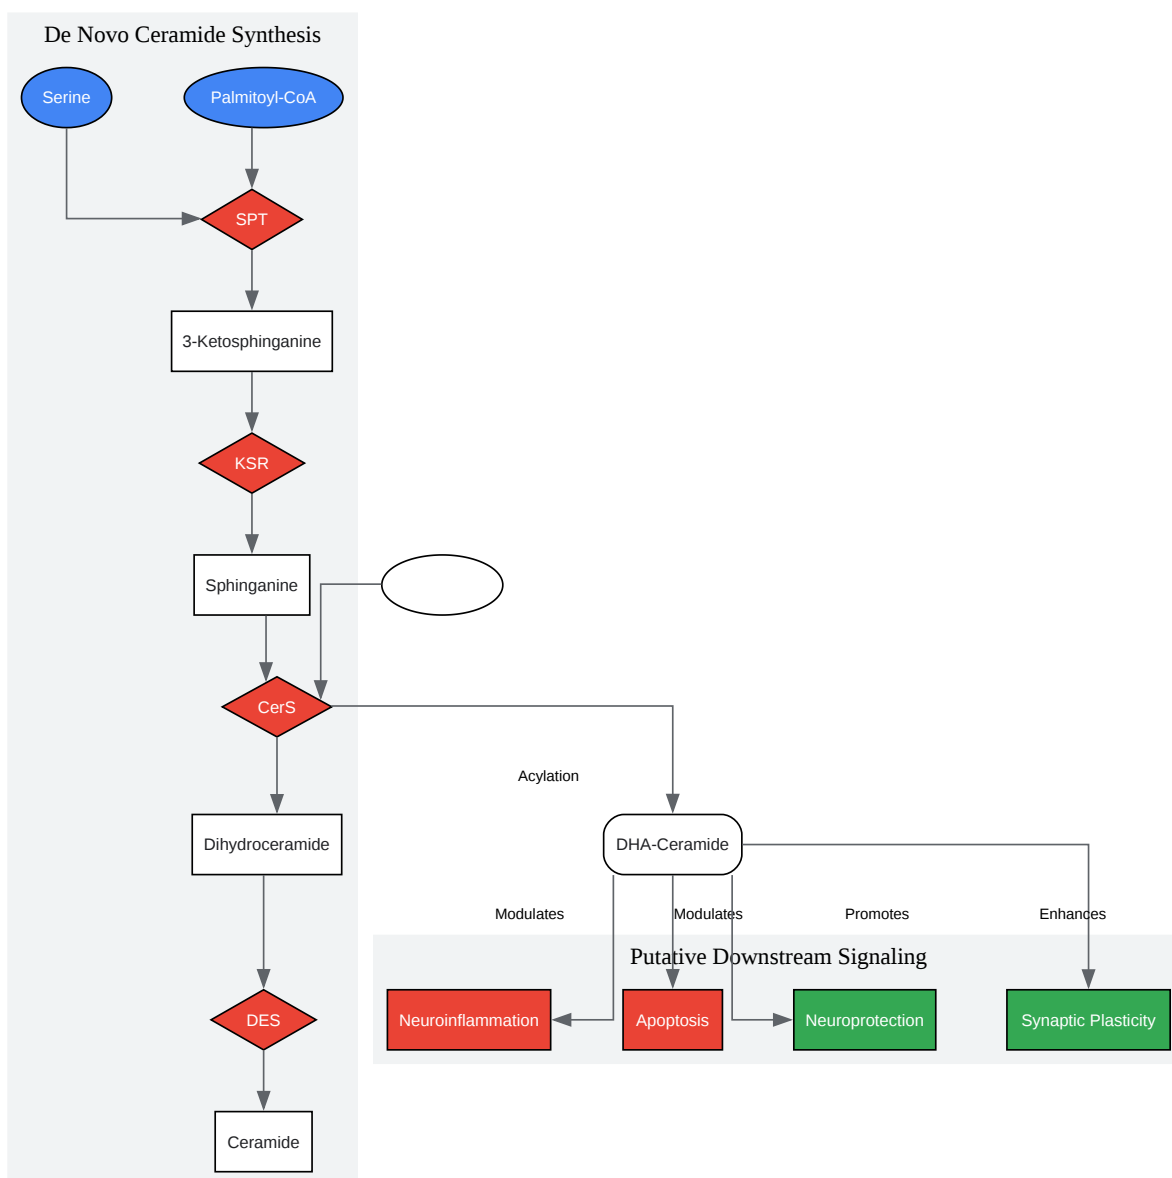 De Novo Ceramide Synthesis
Serine
Palmitoyl-CoA
SPT
3-Ketosphinganine
KSR
Sphinganine
CerS
Acylation
Dihydroceramide
DHA-Ceramide
Modulates
Modulates
Promotes
Enhances
Putative Downstream Signaling
DES
Neuroinflammation
Apoptosis
Neuroprotection
Synaptic Plasticity
Ceramide